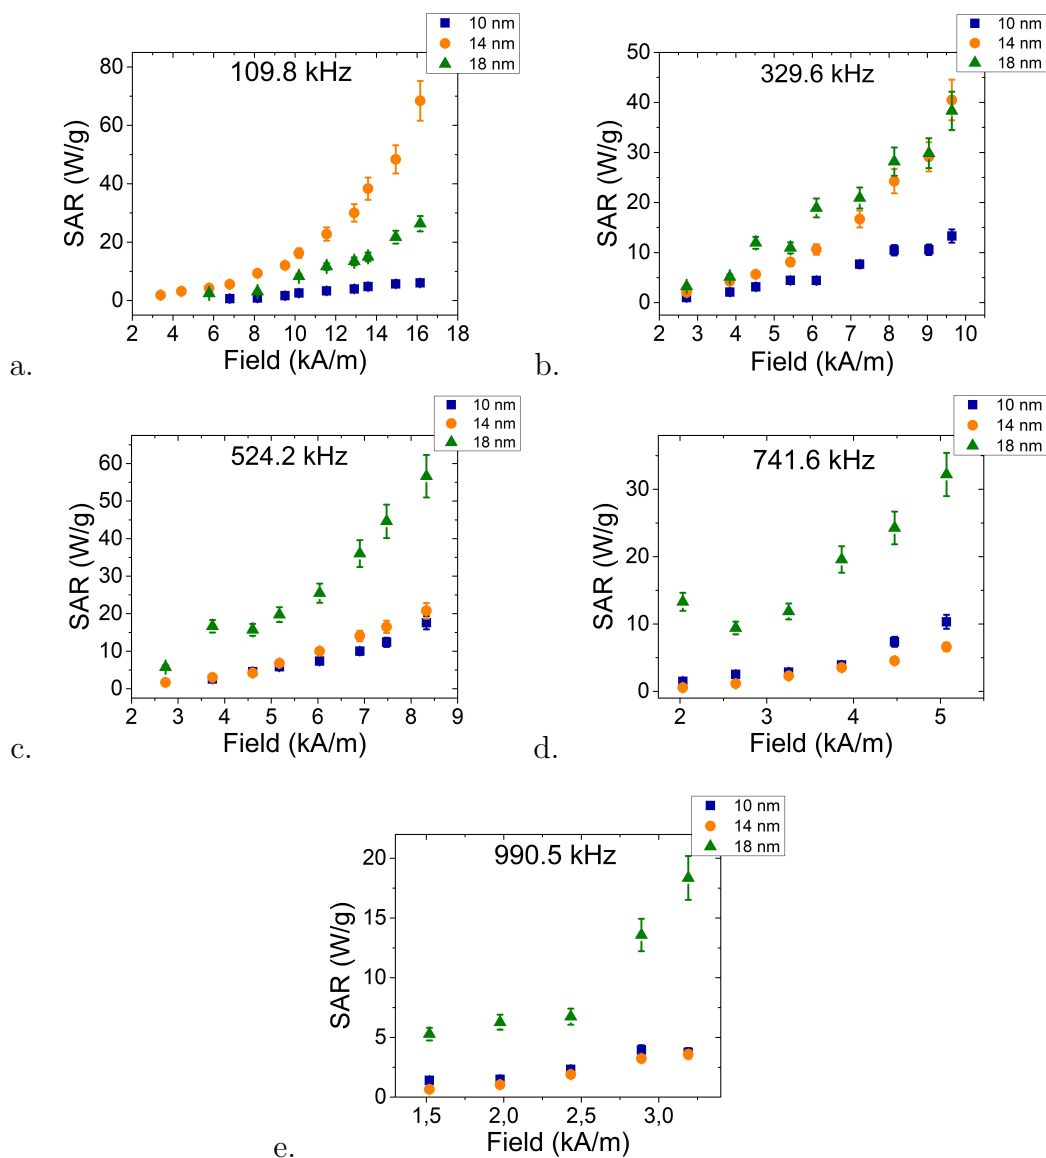 10 nm
14 nm
18 nm
109.8 kHz
SAR (W/g)
80
60
40
20
0
2 4 6 8 10 12 14 16 18
Field (kA/m)
a.
10 nm
14 nm
18 nm
329.6 kHz
SAR (W/g)
50
40
30
20
10
0
2 3 4 5 6 7 8 9 10
Field (kA/m)
b.
10 nm
14 nm
18 nm
524.2 kHz
SAR (W/g)
60
50
40
30
20
10
0
2 3 4 5 6 7 8 9
Field (kA/m)
c.
10 nm
14 nm
18 nm
741.6 kHz
SAR (W/g)
30
20
10
0
2 3 4 5
Field (kA/m)
d.
10 nm
14 nm
18 nm
990.5 kHz
SAR (W/g)
20
15
10
5
0
1,5 2,0 2,5 3,0
Field (kA/m)
e.